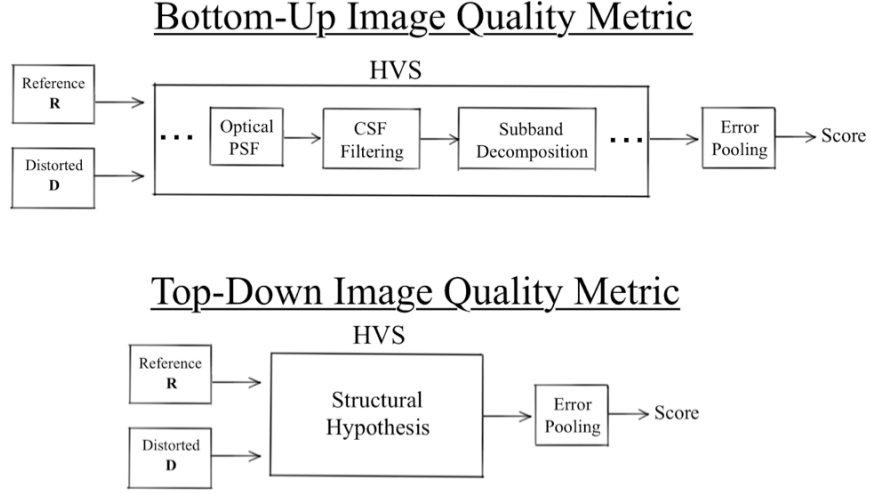 Bottom-Up Image Quality Metric
HVS
Reference
R
Distorted
D
...
Optical
PSF
CSF
Filtering
Subband
Decomposition
...
Error
Pooling
Score
Top-Down Image Quality Metric
HVS
Reference
R
Distorted
D
Structural
Hypothesis
Error
Pooling
Score